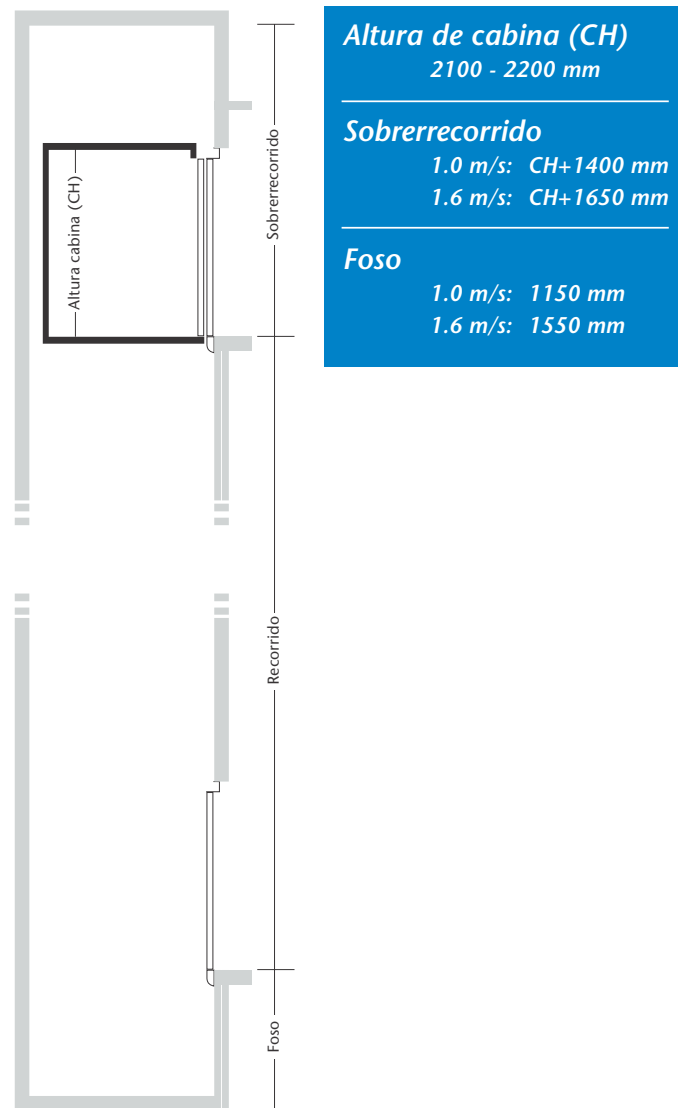 Altura de cabina (CH)
2100 - 2200 mm
Sobrerrecorrido
1.0 m/s: CH+1400 mm
1.6 m/s: CH+1650 mm
Foso
1.0 m/s: 1150 mm
1.6 m/s: 1550 mm
Altura cabina (CH)
Sobrerrecorrido
Recorrido
Foso